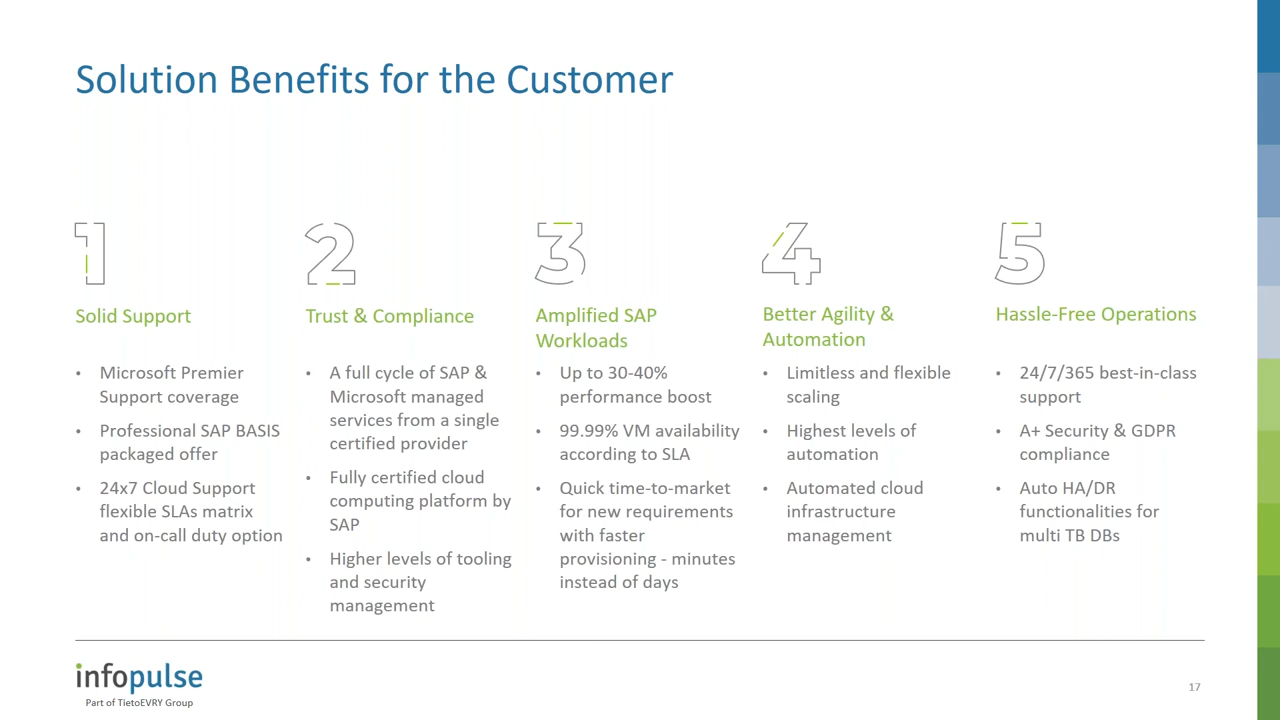 Solution Benefits for the Customer
1
Solid Support
• Microsoft Premier
Support coverage
• Professional SAP BASIS
packaged offer
• 24x7 Cloud Support
flexible SLAs matrix
and on-call duty option
2
Trust & Compliance
• A full cycle of SAP &
Microsoft managed
services from a single
certified provider
• Fully certified cloud
computing platform by
SAP
• Higher levels of tooling
and security
management
3
Amplified SAP
Workloads
• Up to 30-40%
performance boost
• 99.99% VM availability
according to SLA
• Quick time-to-market
for new requirements
with faster
provisioning - minutes
instead of days
4
Better Agility &
Automation
• Limitless and flexible
scaling
• Highest levels of
automation
• Automated cloud
infrastructure
management
5
Hassle-Free Operations
• 24/7/365 best-in-class
support
• A+ Security & GDPR
compliance
• Auto HA/DR
functionalities for
multi TB DBs
infopulse
Part of TietoEVRY Group
17